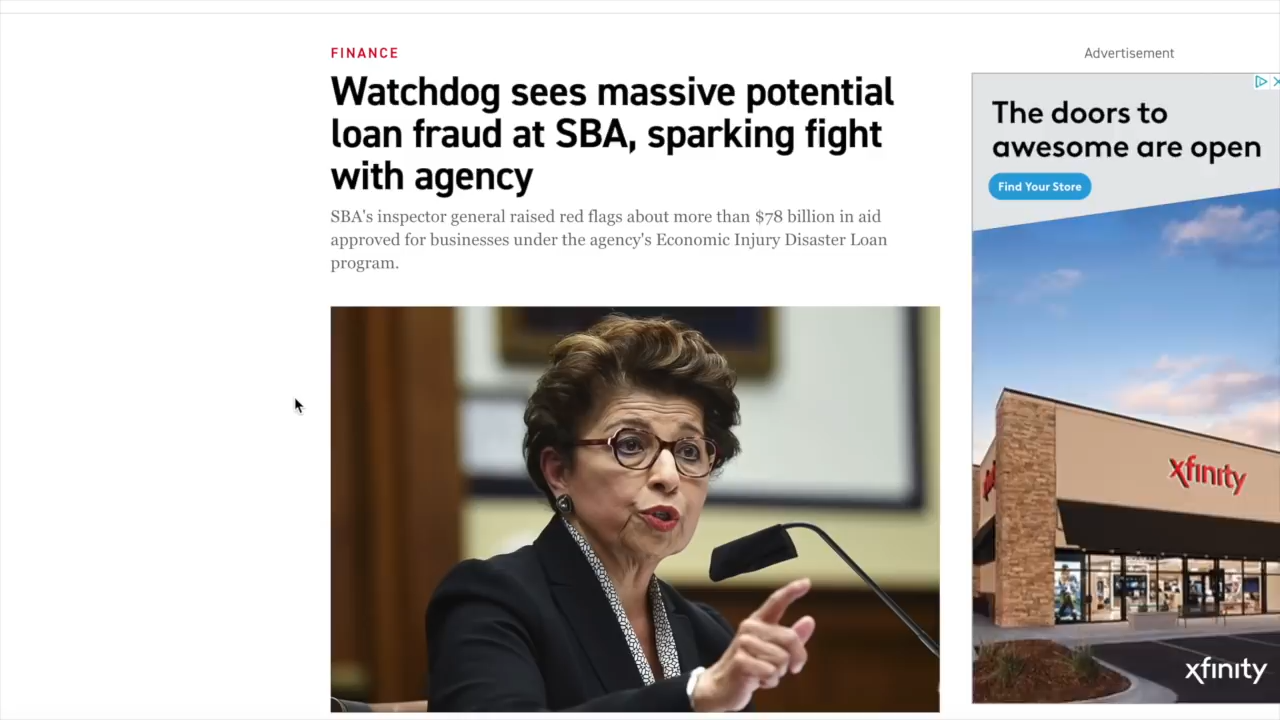 FINANCE
Watchdog sees massive potential
loan fraud at SBA, sparking fight
with agency
SBA's inspector general raised red flags about more than $78 billion in aid
approved for businesses under the agency's Economic Injury Disaster Loan
program.
Advertisement
The doors to
awesome are open
Find Your Store
xfinity
xfinity